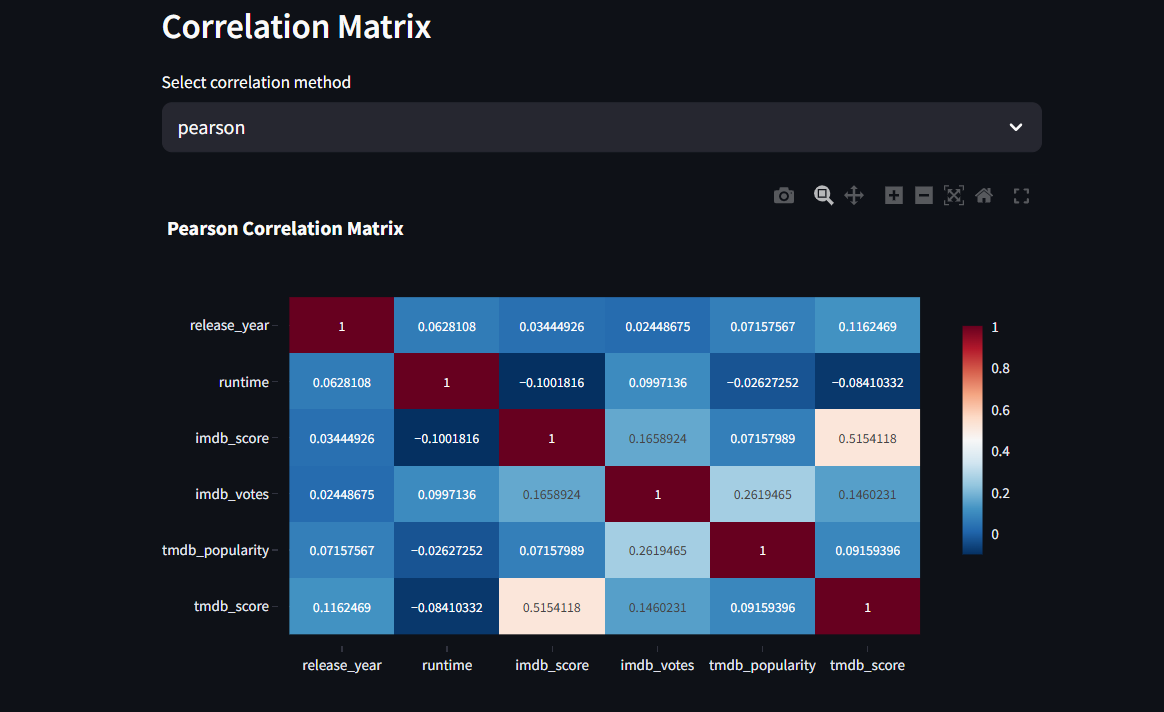 Correlation Matrix
Select correlation method
pearson
Pearson Correlation Matrix
release_year 1 0.0628108 0.03444926 0.02448675 0.07157567 0.1162469
runtime 0.0628108 1 −0.1001816 0.0997136 −0.02627252 −0.08410332
imdb_score 0.03444926 −0.1001816 1 0.1658924 0.07157989 0.5154118
imdb_votes 0.02448675 0.0997136 0.1658924 1 0.2619465 0.1460231
tmdb_popularity 0.07157567 −0.02627252 0.07157989 0.2619465 1 0.09159396
tmdb_score 0.1162469 −0.08410332 0.5154118 0.1460231 0.09159396 1
release_year runtime imdb_score imdb_votes tmdb_popularity tmdb_score
1
0.8
0.6
0.4
0.2
0